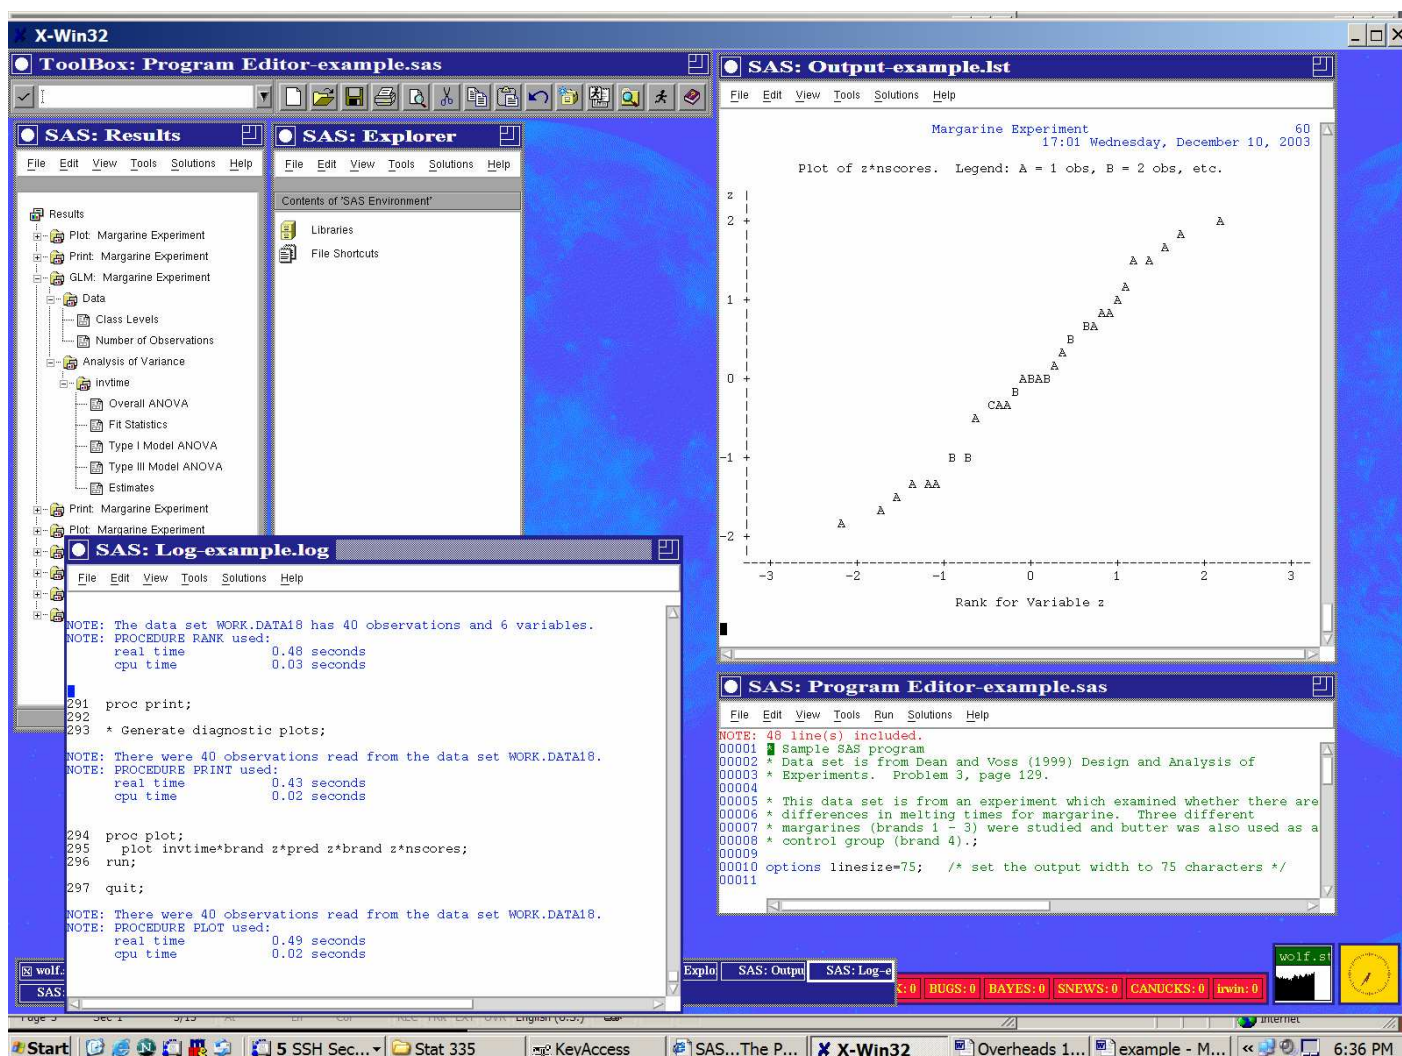 X-Win32
ToolBox: Program Editor-example.sas
SAS: Results
File Edit View Tools Solutions Help
Results
Plot: Margarine Experiment
Print: Margarine Experiment
GLM: Margarine Experiment
Data
Class Levels
Number of Observations
Analysis of Variance
invtime
Overall ANOVA
Fit Statistics
Type I Model ANOVA
Type III Model ANOVA
Estimates
Print: Margarine Experiment
Plot: Margarine Experiment
SAS: Explorer
File Edit View Tools Solutions Help
Contents of 'SAS Environment'
Libraries
File Shortcuts
SAS: Output-example.lst
File Edit View Tools Solutions Help
Margarine Experiment 60
17:01 Wednesday, December 10, 2003
Plot of z*nscores. Legend: A = 1 obs, B = 2 obs, etc.
z
2 + A
A
A
A A
A
1 + A
AA
BA
B
A
A
0 + ABAB
B
CAA
A
-1 + B B
A AA
A
A
A
-2 +
-3 -2 -1 0 1 2 3
Rank for Variable z
SAS: Log-example.log
File Edit View Tools Solutions Help
NOTE: The data set WORK.DATA18 has 40 observations and 6 variables.
NOTE: PROCEDURE RANK used:
real time 0.48 seconds
cpu time 0.03 seconds
291 proc print;
292
293 * Generate diagnostic plots;
NOTE: There were 40 observations read from the data set WORK.DATA18.
NOTE: PROCEDURE PRINT used:
real time 0.43 seconds
cpu time 0.02 seconds
294 proc plot;
295 plot invtime*brand z*pred z*brand z*nscores;
296 run;
297 quit;
NOTE: There were 40 observations read from the data set WORK.DATA18.
NOTE: PROCEDURE PLOT used:
real time 0.49 seconds
cpu time 0.02 seconds
SAS: Program Editor-example.sas
File Edit View Tools Run Solutions Help
NOTE: 48 line(s) included.
00001 * Sample SAS program
00002 * Data set is from Dean and Voss (1999) Design and Analysis of
00003 * Experiments. Problem 3, page 129.
00004
00005 * This data set is from an experiment which examined whether there are
00006 * differences in melting times for margarine. Three different
00007 * margarines (brands 1 - 3) were studied and butter was also used as a
00008 * control group (brand 4).;
00009
00010 options linesize=75; /* set the output width to 75 characters */
00011
wolf.
SAS:
Explo
SAS: Outpu
SAS: Log-e
K:0 BUGS:0 BAYES:0 SNEWS:0 CANUCKS:0 irwin:0
wolf.st
English (U.S.)
Internet
Start 5 SSH Sec... Stat 335 KeyAccess SAS...The P... X-Win32 Overheads 1... example - M... 6:36 PM